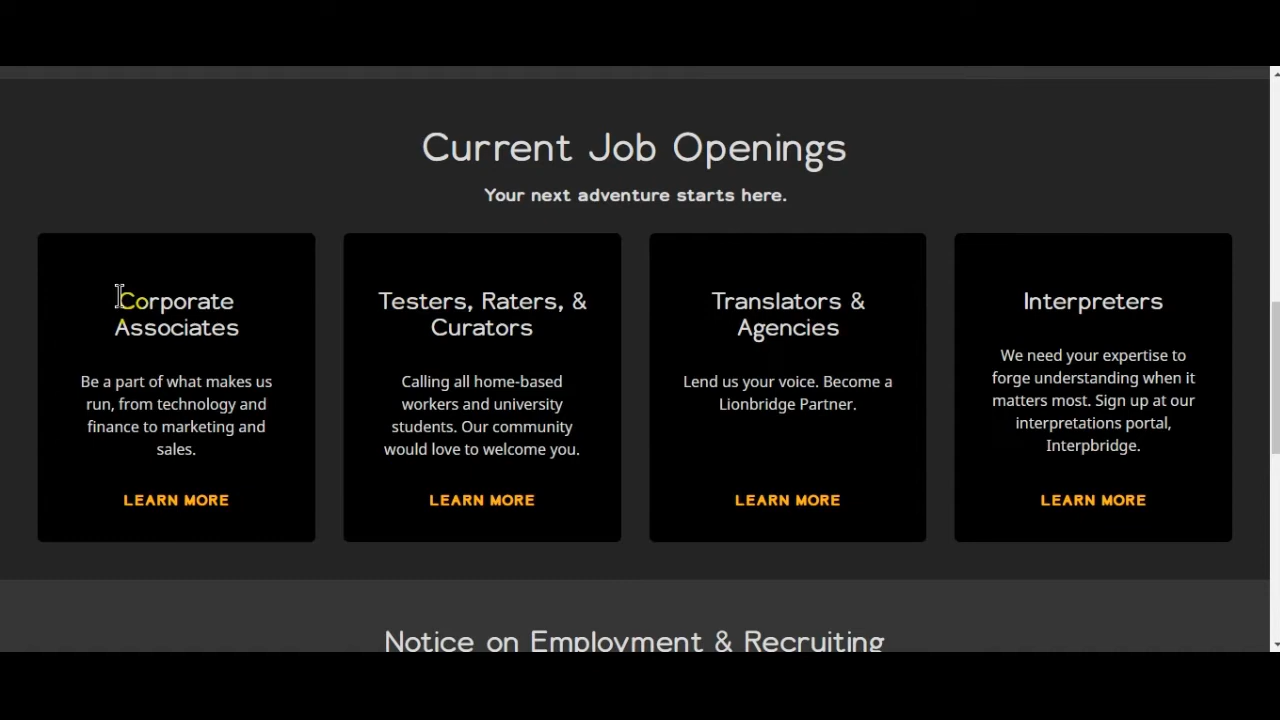 Current Job Openings
Your next adventure starts here.
Corporate
Associates
Be a part of what makes us
run, from technology and
finance to marketing and
sales.
LEARN MORE
Testers, Raters, &
Curators
Calling all home-based
workers and university
students. Our community
would love to welcome you.
LEARN MORE
Translators &
Agencies
Lend us your voice. Become a
Lionbridge Partner.
LEARN MORE
Interpreters
We need your expertise to
forge understanding when it
matters most. Sign up at our
interpretations portal,
Interpbridge.
LEARN MORE
Notice on Employment & Recruiting